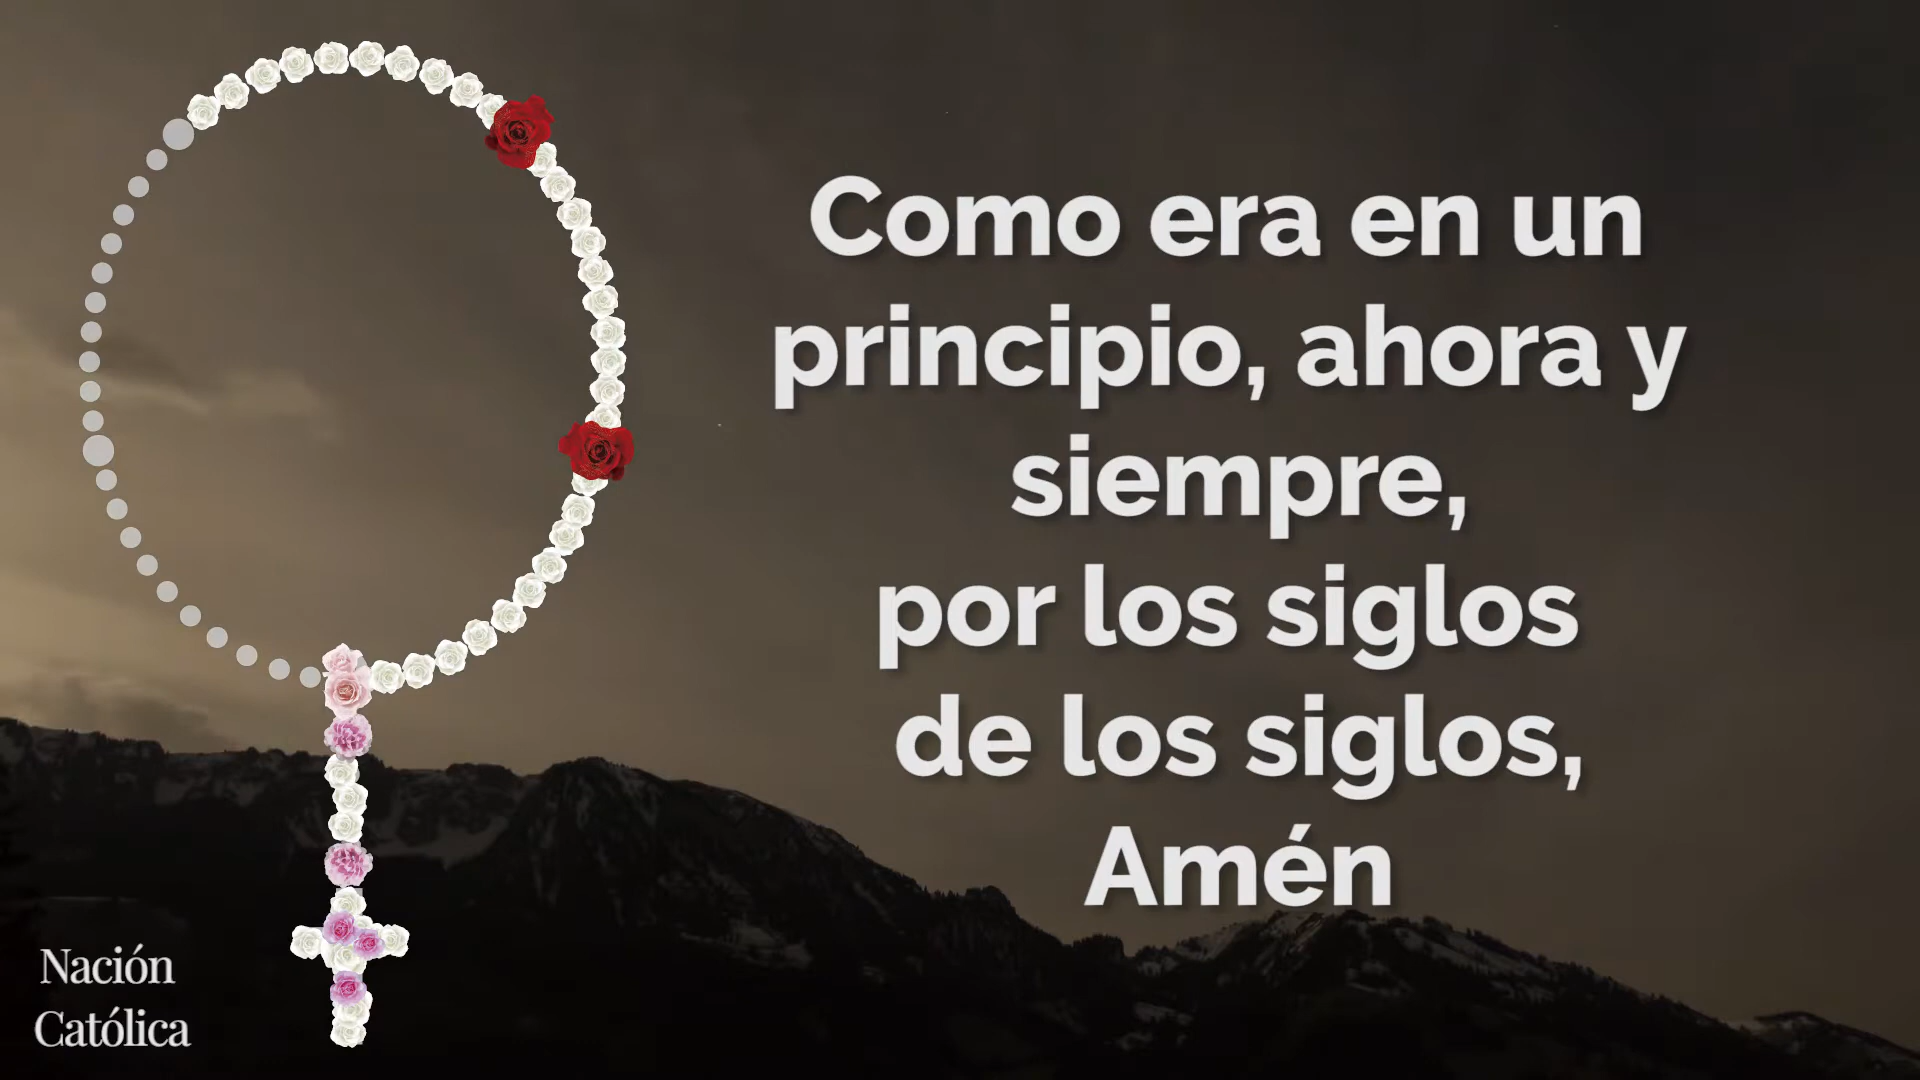 Como era en un
principio, ahora y
siempre,
por los siglos
de los siglos,
Amén
Nación
Católica